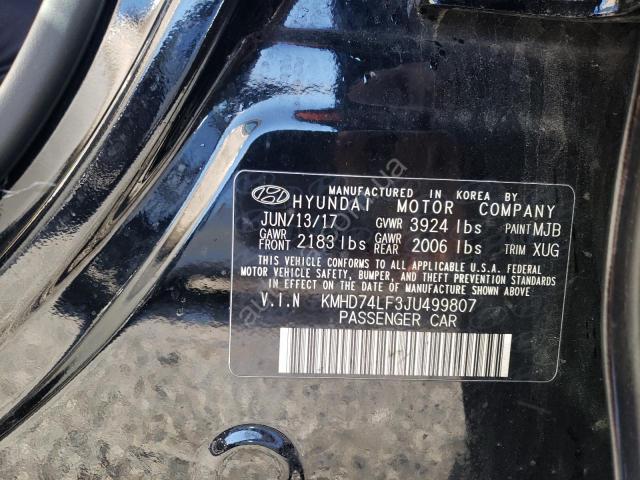 MANUFACTURED IN KOREA BY
HYUNDAI MOTOR COMPANY
JUN/13/17 GVWR 3924 lbs PAINT MJB
GAWR FRONT 2183 lbs GAWR REAR 2006 lbs TRIM XUG
THIS VEHICLE CONFORMS TO ALL APPLICABLE U.S.A. FEDERAL
MOTOR VEHICLE SAFETY, BUMPER, AND THEFT PREVENTION STANDARDS
IN EFFECT ON THE DATE OF MANUFACTURE SHOWN ABOVE.
V.I.N KMHD74LF3JU499807
PASSENGER CAR